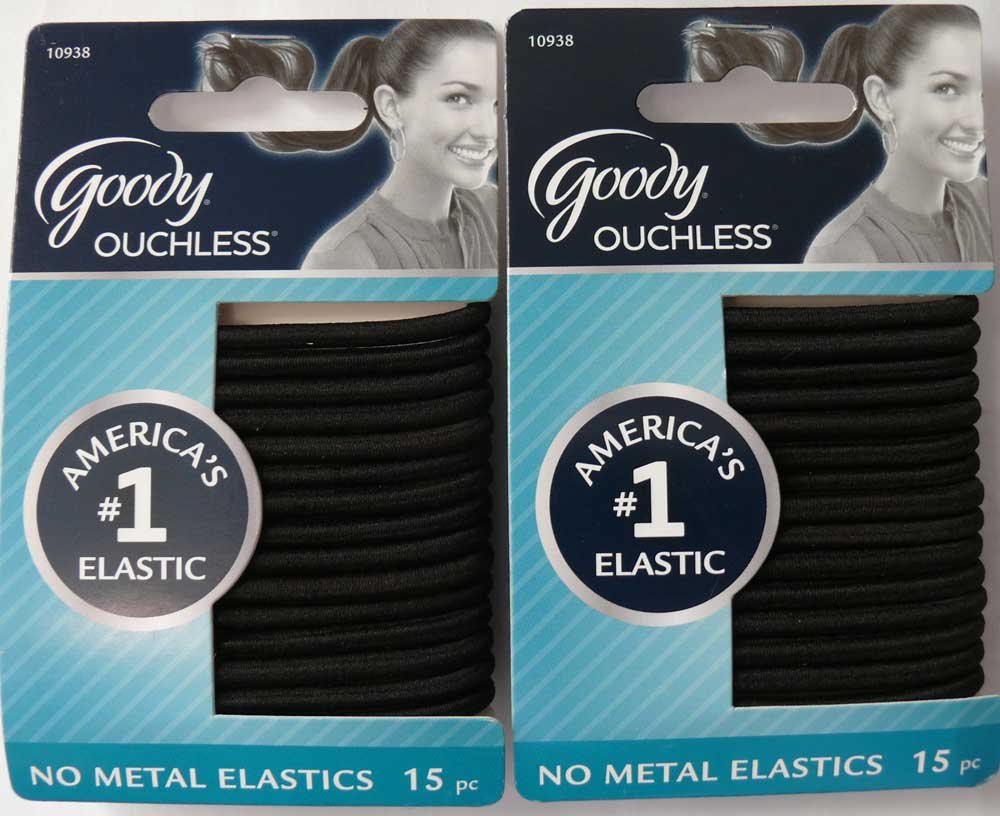 10938
goody®
OUCHLESS®
AMERICA'S
#1
ELASTIC
NO METAL ELASTICS 15 pc
10938
goody®
OUCHLESS®
AMERICA'S
#1
ELASTIC
NO METAL ELASTICS 15 pc